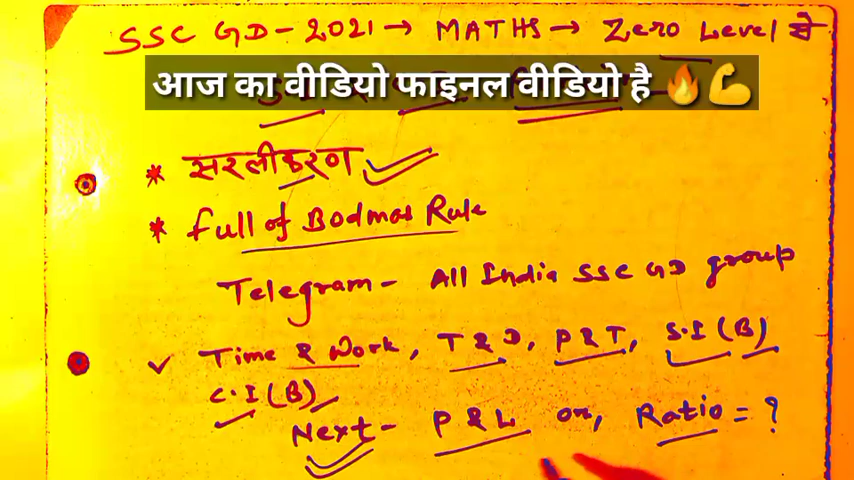 SSC GD - 2021 → MATHS → Zero Level से
आज का वीडियो फाइनल वीडियो है 🔥💪
* सरलीकरण
* full of Bodmas Rule
Telegram - All India SSC GD group
✓ Time & Work, T & D, P & T, S.I (B)
C.I (B)
Next - P & L or, Ratio = ?